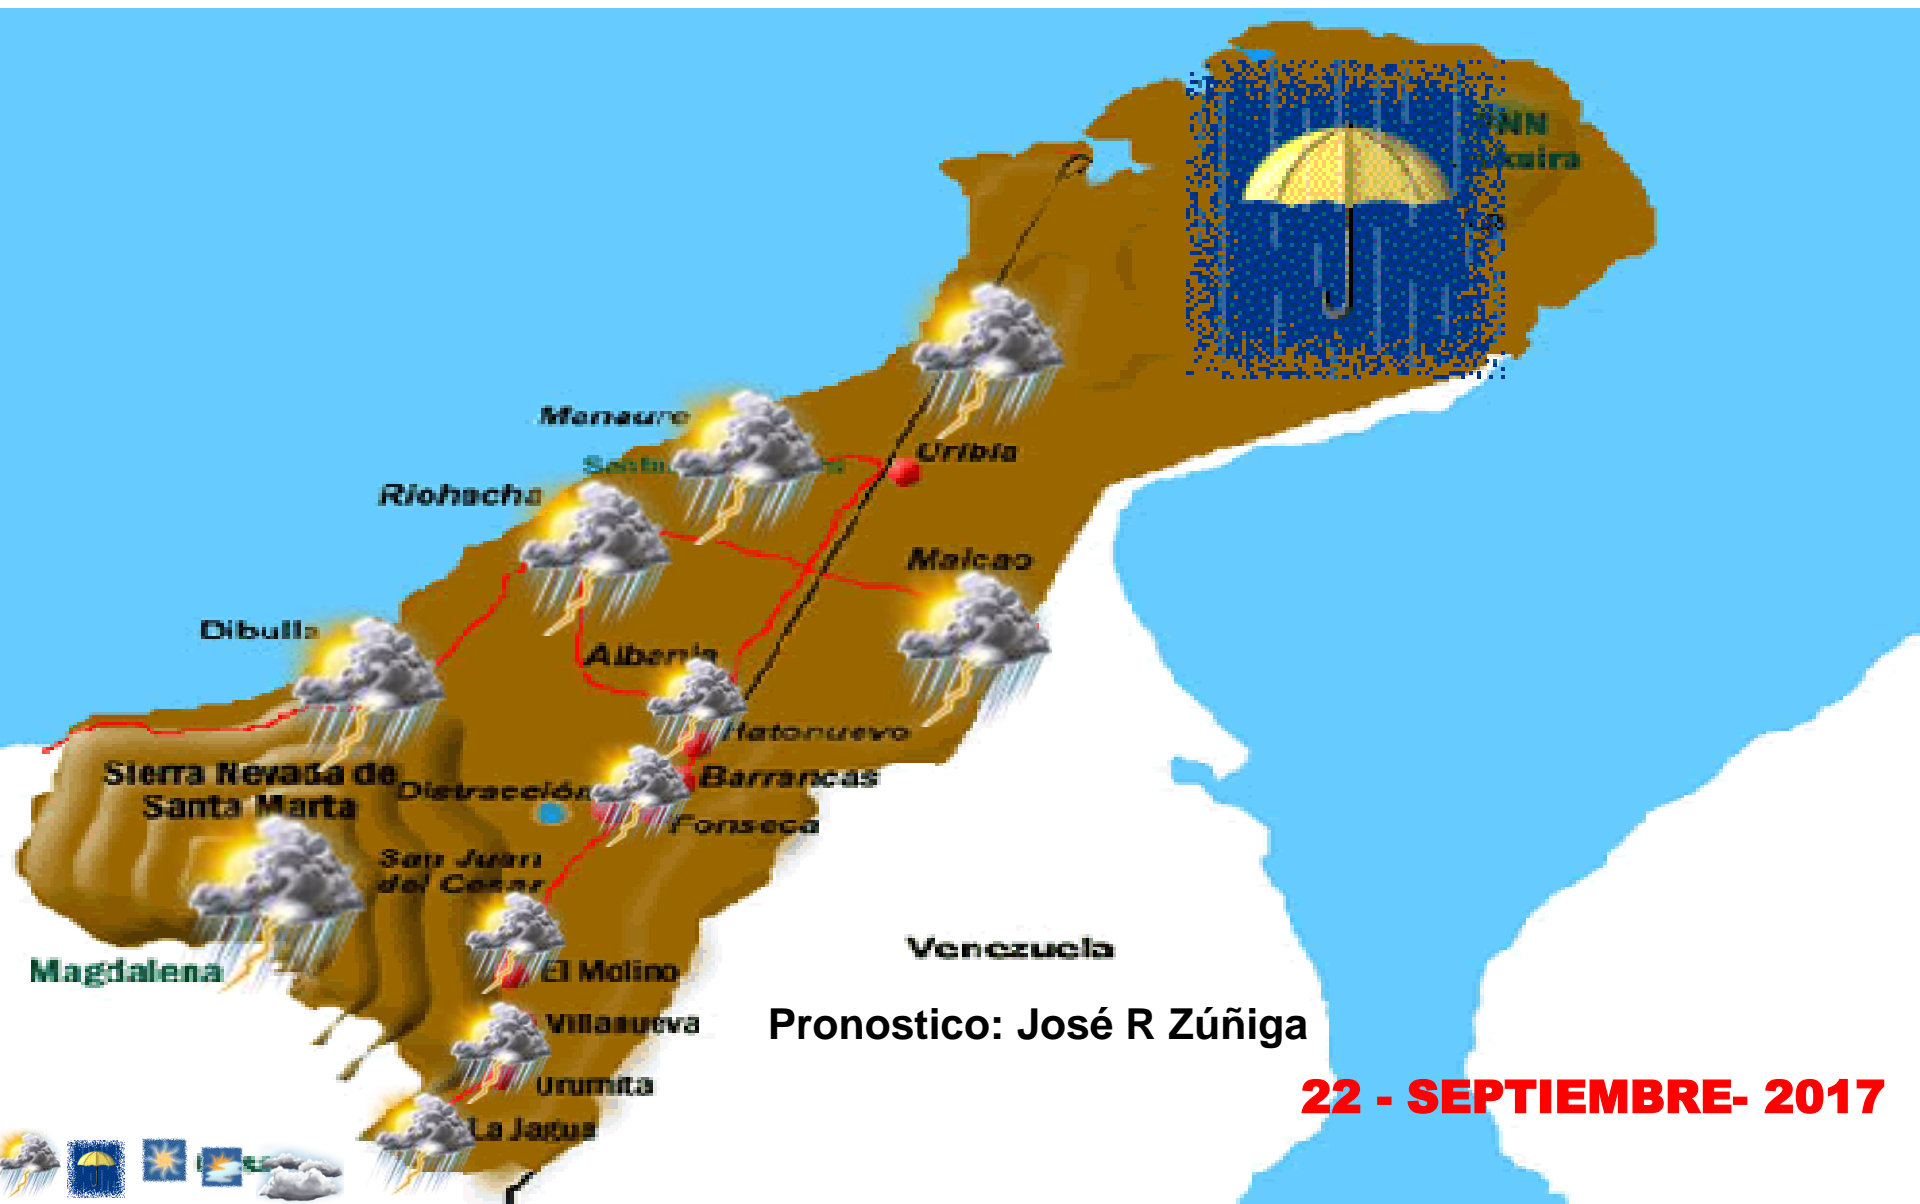 Manaure
Uribia
Riohacha
Maicao
Dibulla
Albania
Hatonuevo
Sierra Nevada de
Santa Marta
Distracción
Barrancas
Fonseca
San Juan
del Cesar
Magdalena
El Molino
Venezuela
Villanueva
Pronostico: José R Zúñiga
Urumita
22 - SEPTIEMBRE- 2017
La Jagua